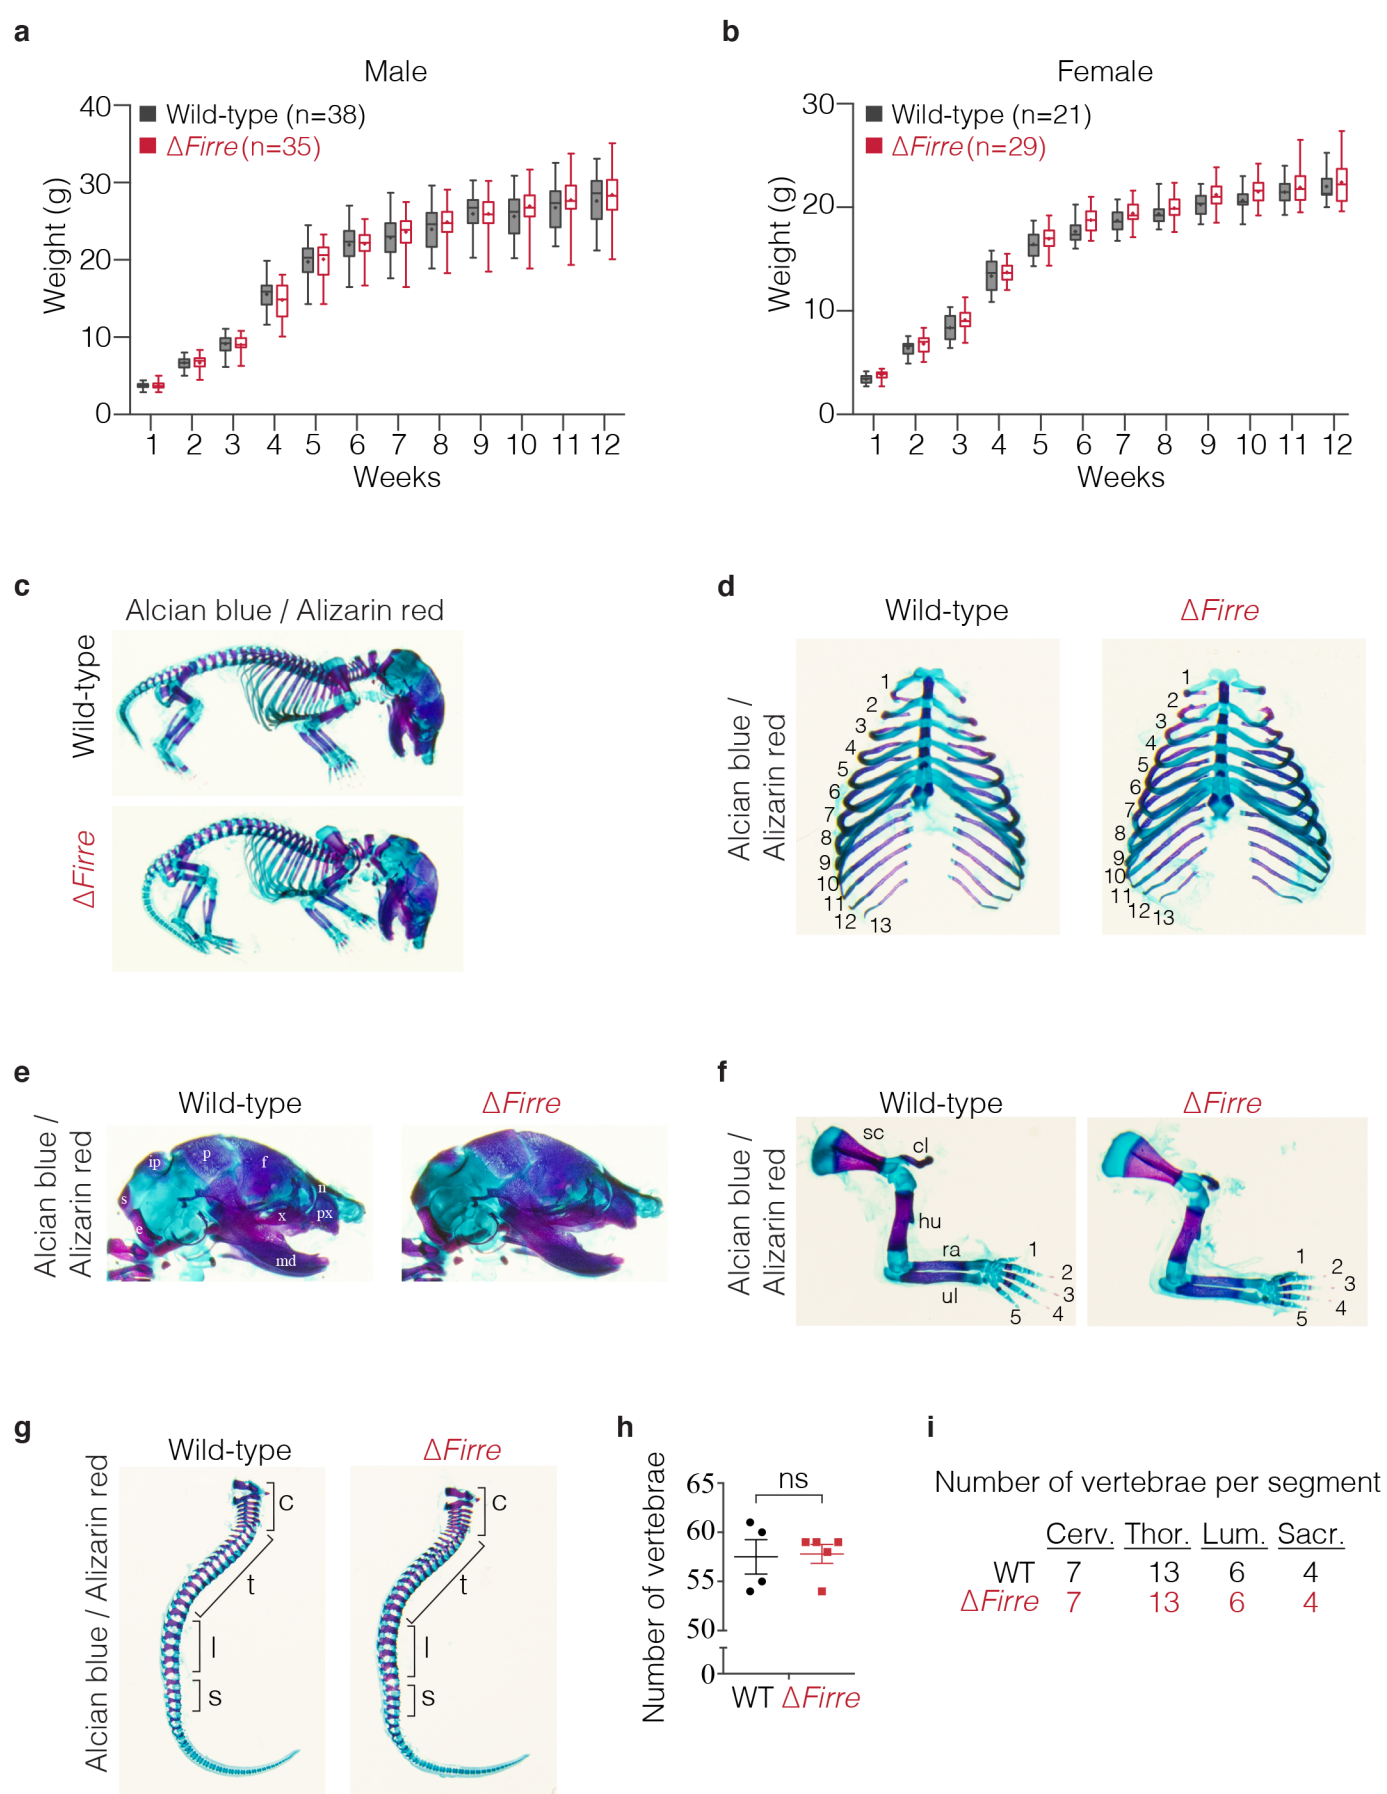 a
Male
40
30
20
10
0
Weight (g)
Wild-type (n=38)
ΔFirre (n=35)
1 2 3 4 5 6 7 8 9 10 11 12
Weeks
b
Female
30
20
10
0
Weight (g)
Wild-type (n=21)
ΔFirre (n=29)
1 2 3 4 5 6 7 8 9 10 11 12
Weeks
c
Alcian blue / Alizarin red
Wild-type
ΔFirre
d
Wild-type
ΔFirre
Alcian blue /
Alizarin red
1
2
3
4
5
6
7
8
9
10
11
12
13
1
2
3
4
5
6
7
8
9
10
11
12
13
e
Wild-type
ΔFirre
Alcian blue /
Alizarin red
ip
p
f
n
s
e
x
px
md
f
Wild-type
ΔFirre
Alcian blue /
Alizarin red
sc
cl
hu
ra
ul
1
2
3
4
5
1
2
3
4
5
g
Wild-type
ΔFirre
Alcian blue / Alizarin red
c
t
l
s
c
t
l
s
h
Number of vertebrae
65
60
55
50
0
ns
WT ΔFirre
i
Number of vertebrae per segment
Cerv. Thor. Lum. Sacr.
WT 7 13 6 4
ΔFirre 7 13 6 4